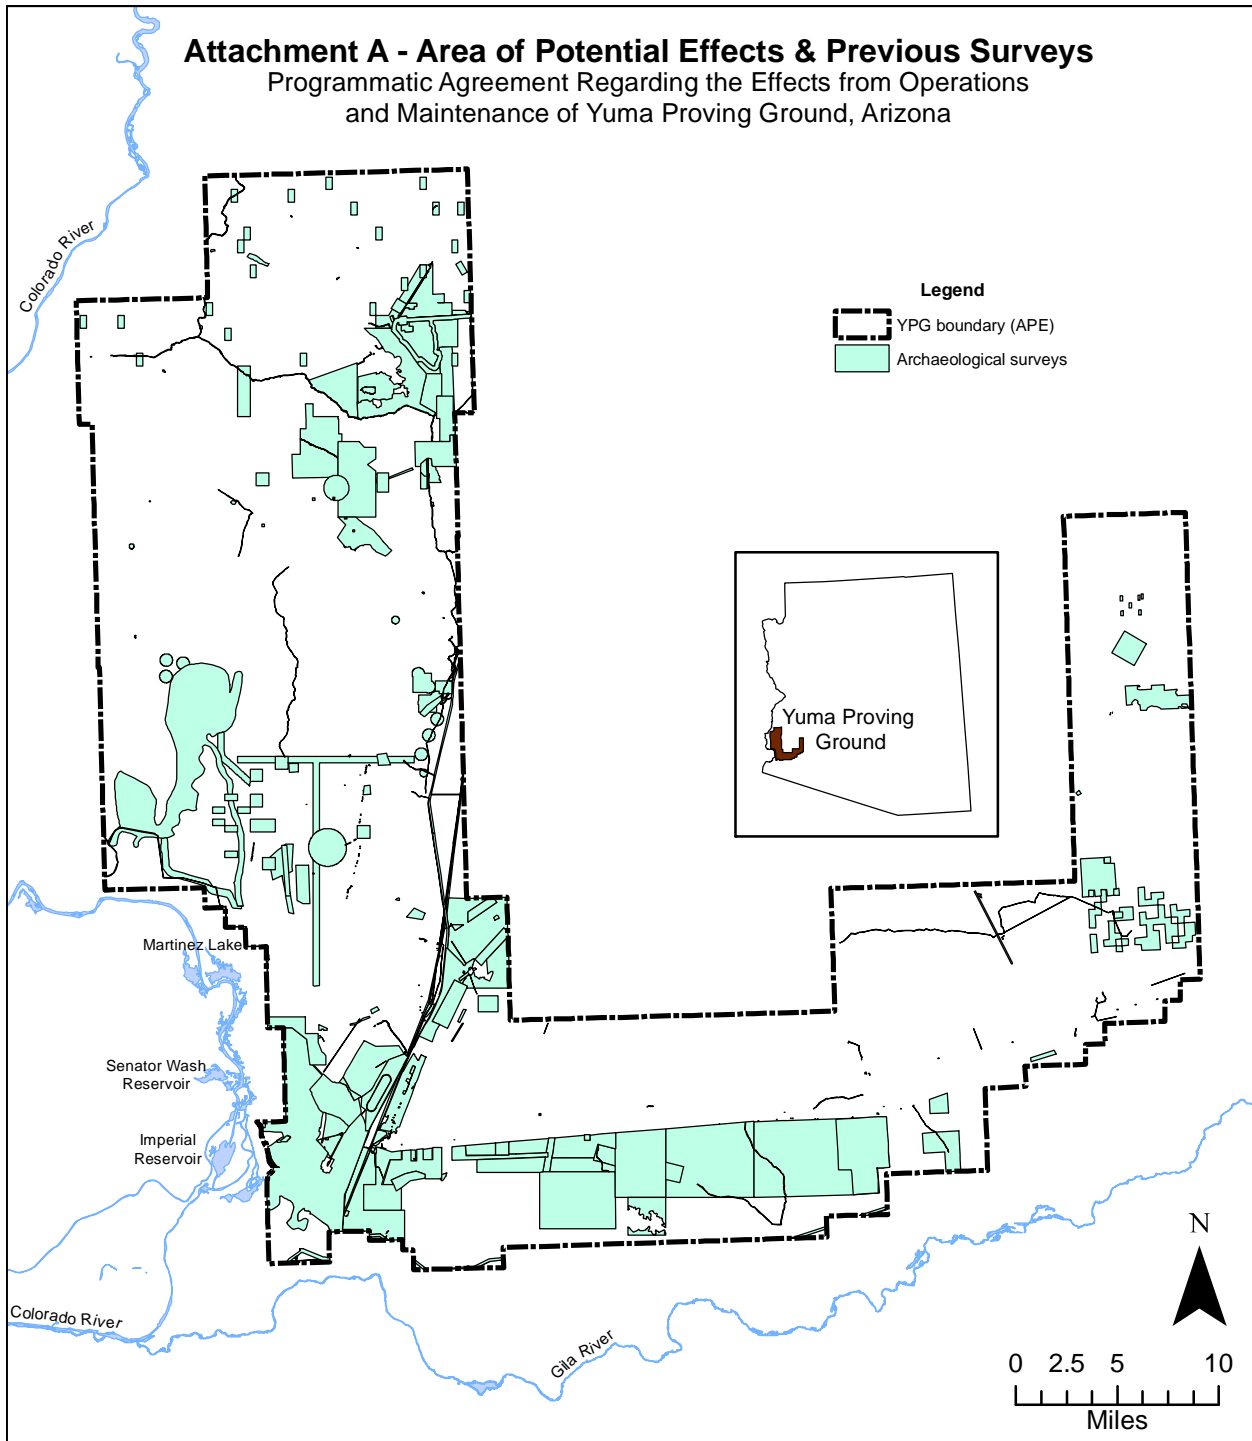 Attachment A - Area of Potential Effects & Previous Surveys
Programmatic Agreement Regarding the Effects from Operations
and Maintenance of Yuma Proving Ground, Arizona
Colorado River
Legend
YPG boundary (APE)
Archaeological surveys
Yuma Proving
Ground
Martinez Lake
Senator Wash
Reservoir
Imperial
Reservoir
Colorado River
Gila River
N
0 2.5 5 10
Miles